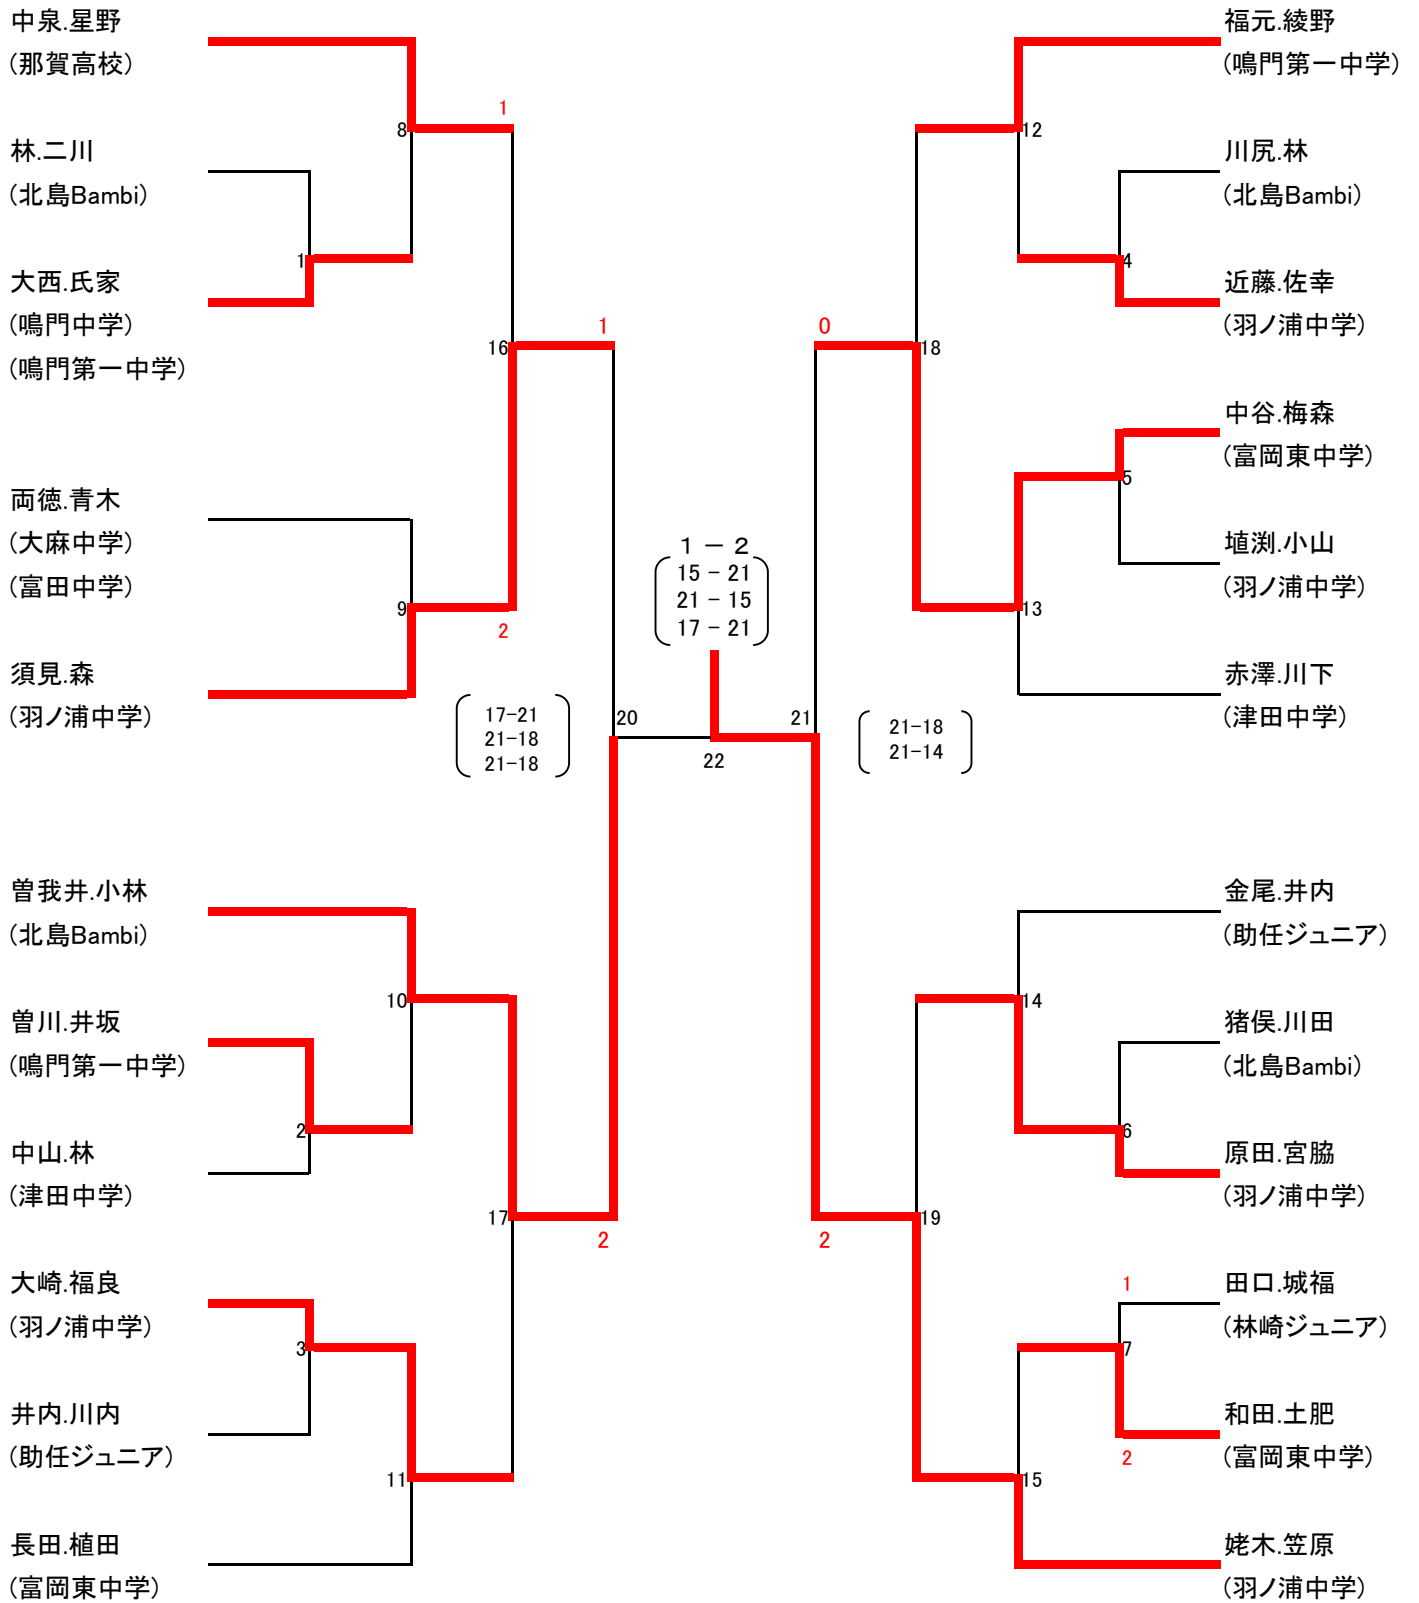 中泉.星野
(那賀高校)
林.二川
(北島Bambi)
大西.氏家
(鳴門中学)
(鳴門第一中学)
両徳.青木
(大麻中学)
(富田中学)
須見.森
(羽ノ浦中学)
曽我井.小林
(北島Bambi)
曽川.井坂
(鳴門第一中学)
中山.林
(津田中学)
大崎.福良
(羽ノ浦中学)
井内.川内
(助任ジュニア)
長田.植田
(富岡東中学)
8
1
1
16
1
9
2
17-21
21-18
21-18
20
10
2
17
2
3
11
1 － 2
15 － 21
21 － 15
17 － 21
22
0
18
12
4
5
13
21
21-18
21-14
14
6
19
2
1
7
2
15
福元.綾野
(鳴門第一中学)
川尻.林
(北島Bambi)
近藤.佐幸
(羽ノ浦中学)
中谷.梅森
(富岡東中学)
埴渕.小山
(羽ノ浦中学)
赤澤.川下
(津田中学)
金尾.井内
(助任ジュニア)
猪俣.川田
(北島Bambi)
原田.宮脇
(羽ノ浦中学)
田口.城福
(林崎ジュニア)
和田.土肥
(富岡東中学)
姥木.笠原
(羽ノ浦中学)